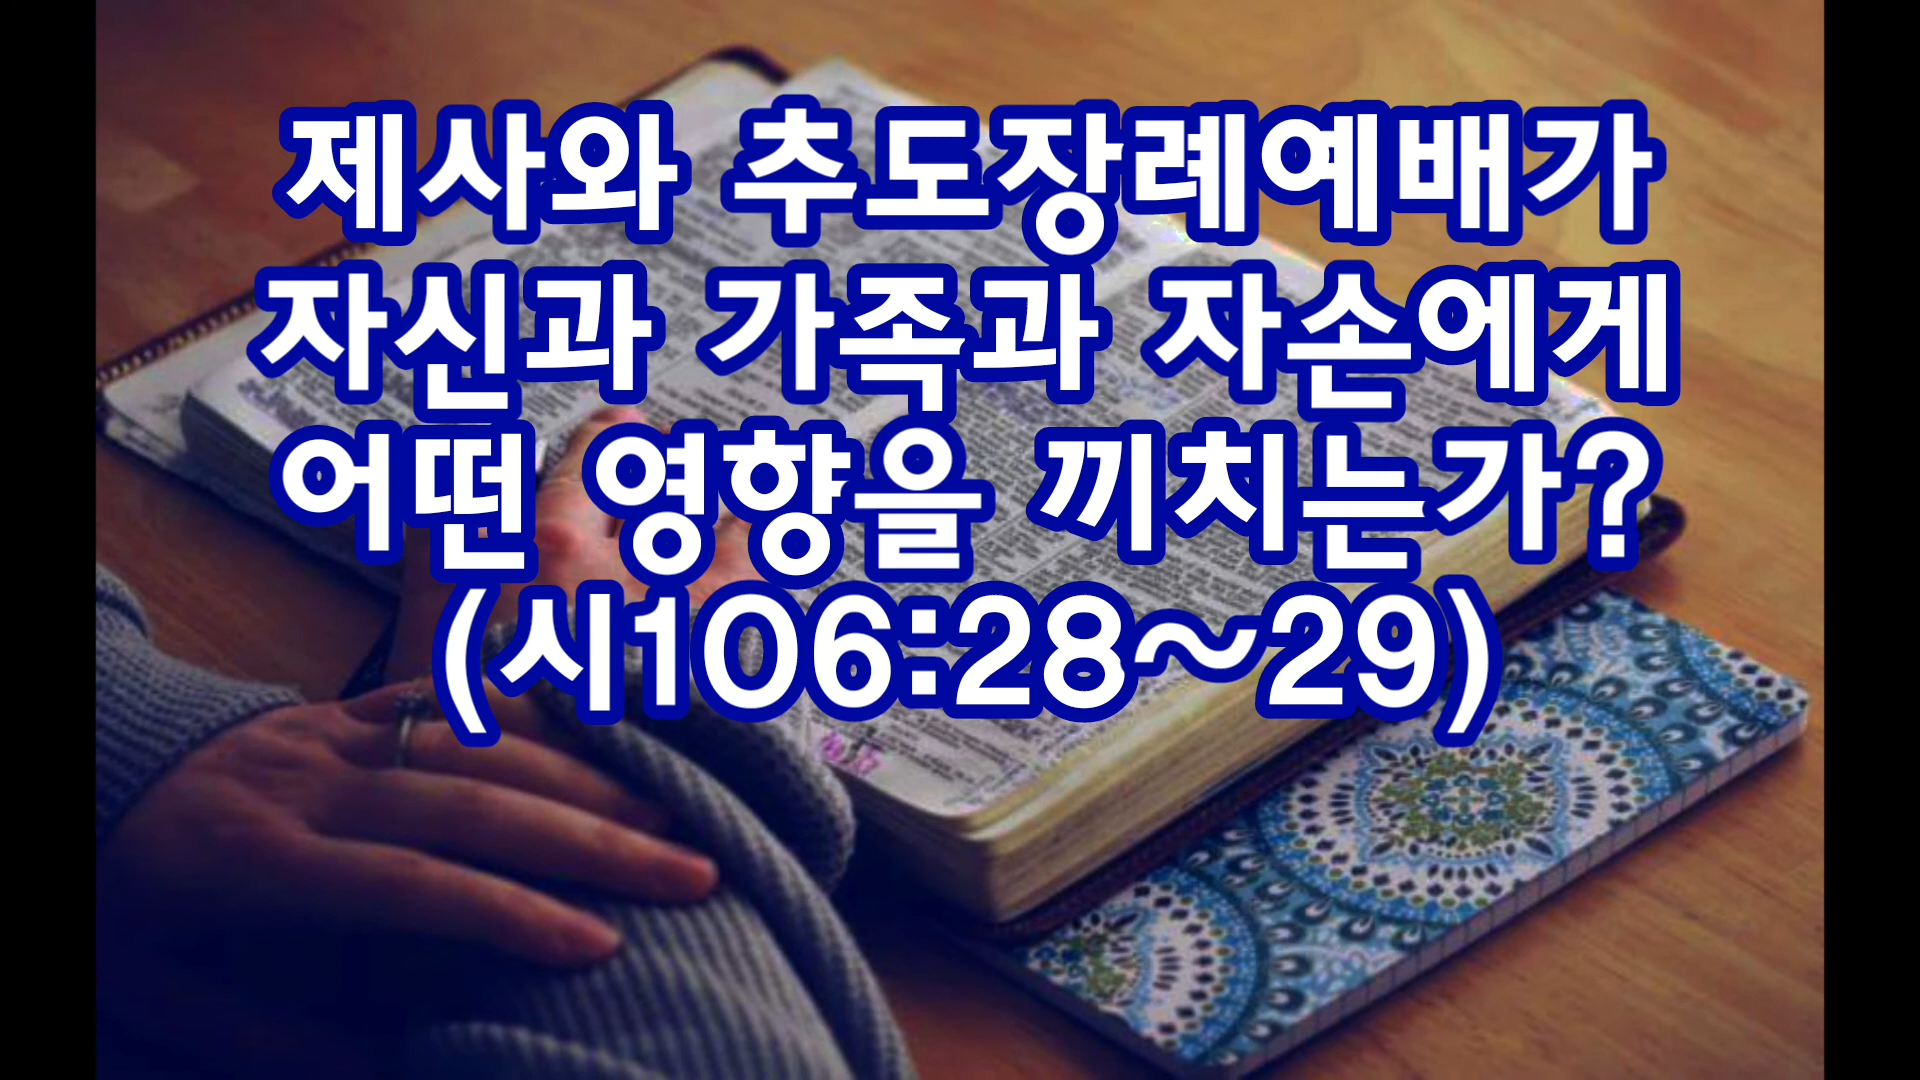 제사와 추도장례예배가
자신과 가족과 자손에게
어떤 영향을 끼치는가?
(시106:28~29)